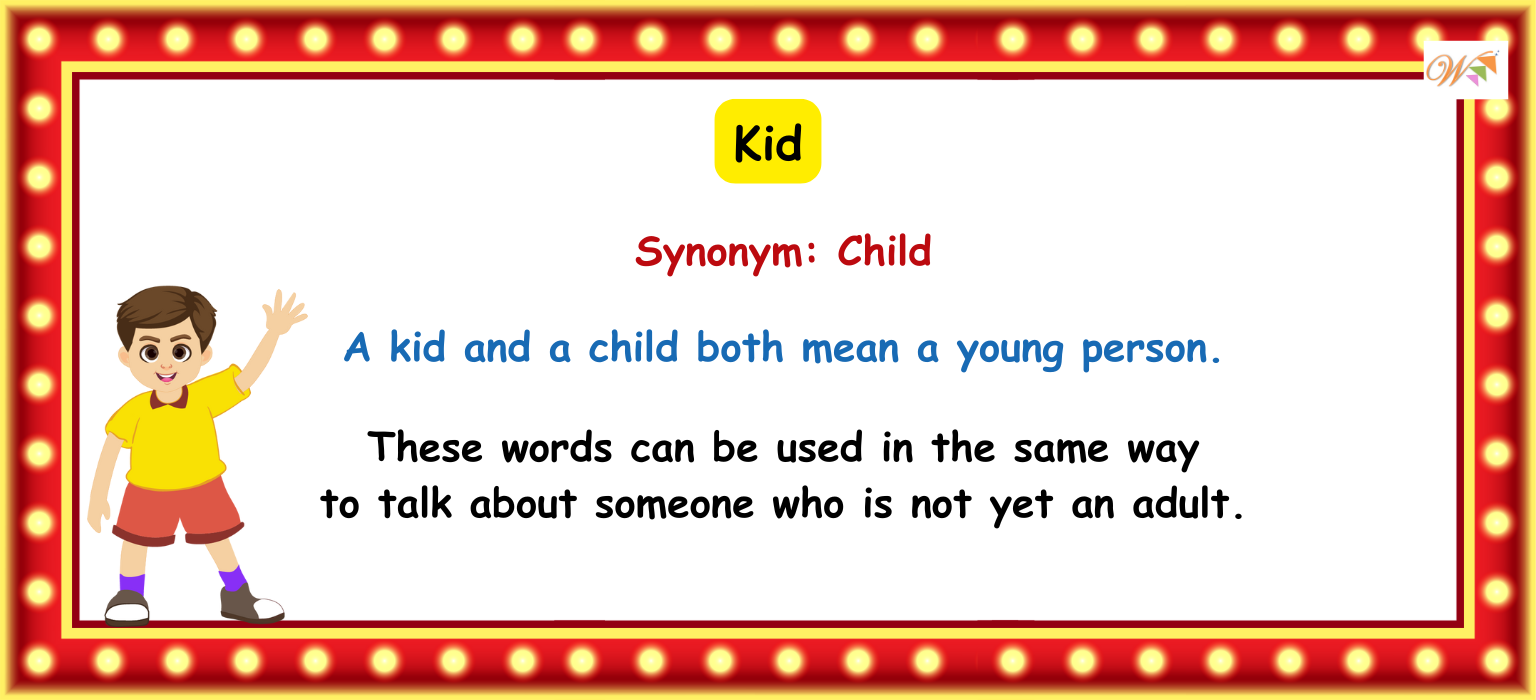 W
Kid
Synonym: Child
A kid and a child both mean a young person.
These words can be used in the same way
to talk about someone who is not yet an adult.